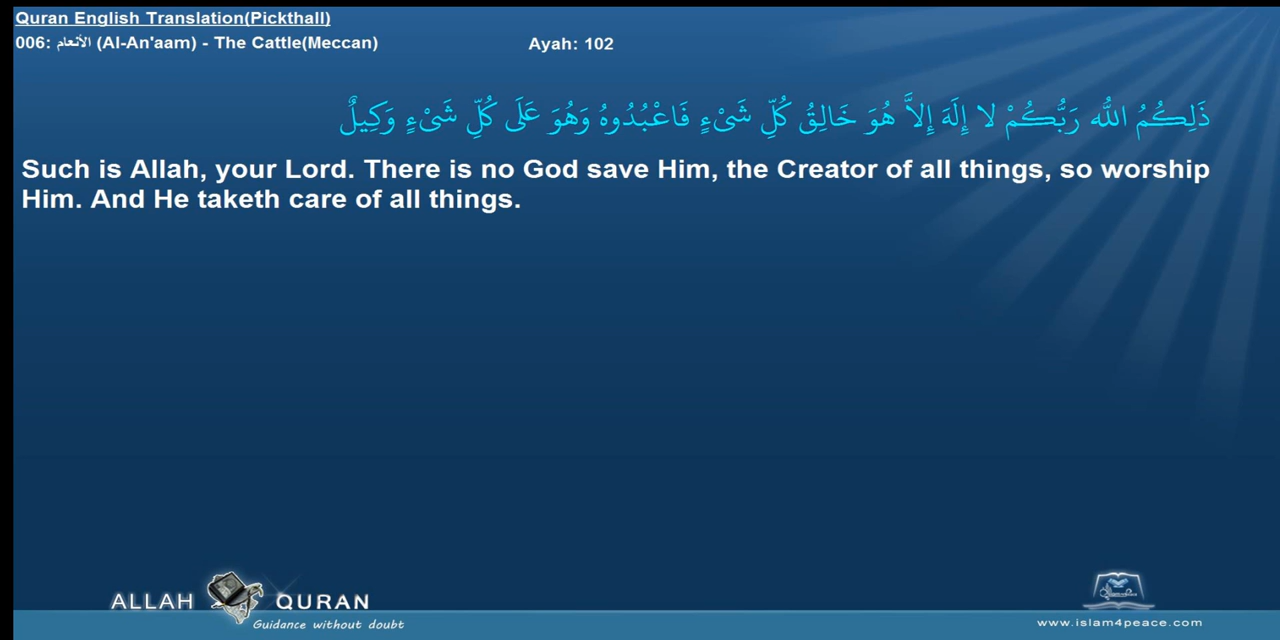 Quran English Translation(Pickthall)
006: الأنعام (Al-An'aam) - The Cattle(Meccan) Ayah: 102
ذَلِكُمُ اللّهُ رَبُّكُمْ لا إِلَهَ إِلاَّ هُوَ خَالِقُ كُلِّ شَىْءٍ فَاعْبُدُوهُ وَهُوَ عَلَى كُلِّ شَىْءٍ وَكِيلٌ
Such is Allah, your Lord. There is no God save Him, the Creator of all things, so worship
Him. And He taketh care of all things.
ALLAH QURAN
Guidance without doubt
www.islam4peace.com